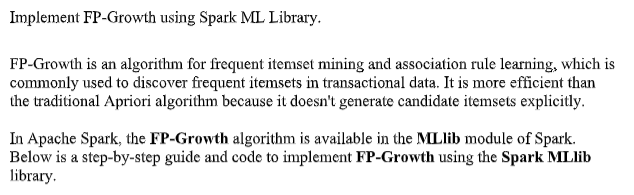 Implement FP-Growth using Spark ML Library.
FP-Growth is an algorithm for frequent itemset mining and association rule learning, which is
commonly used to discover frequent itemsets in transactional data. It is more efficient than
the traditional Apriori algorithm because it doesn't generate candidate itemsets explicitly.
In Apache Spark, the FP-Growth algorithm is available in the MLlib module of Spark.
Below is a step-by-step guide and code to implement FP-Growth using the Spark MLlib
library.